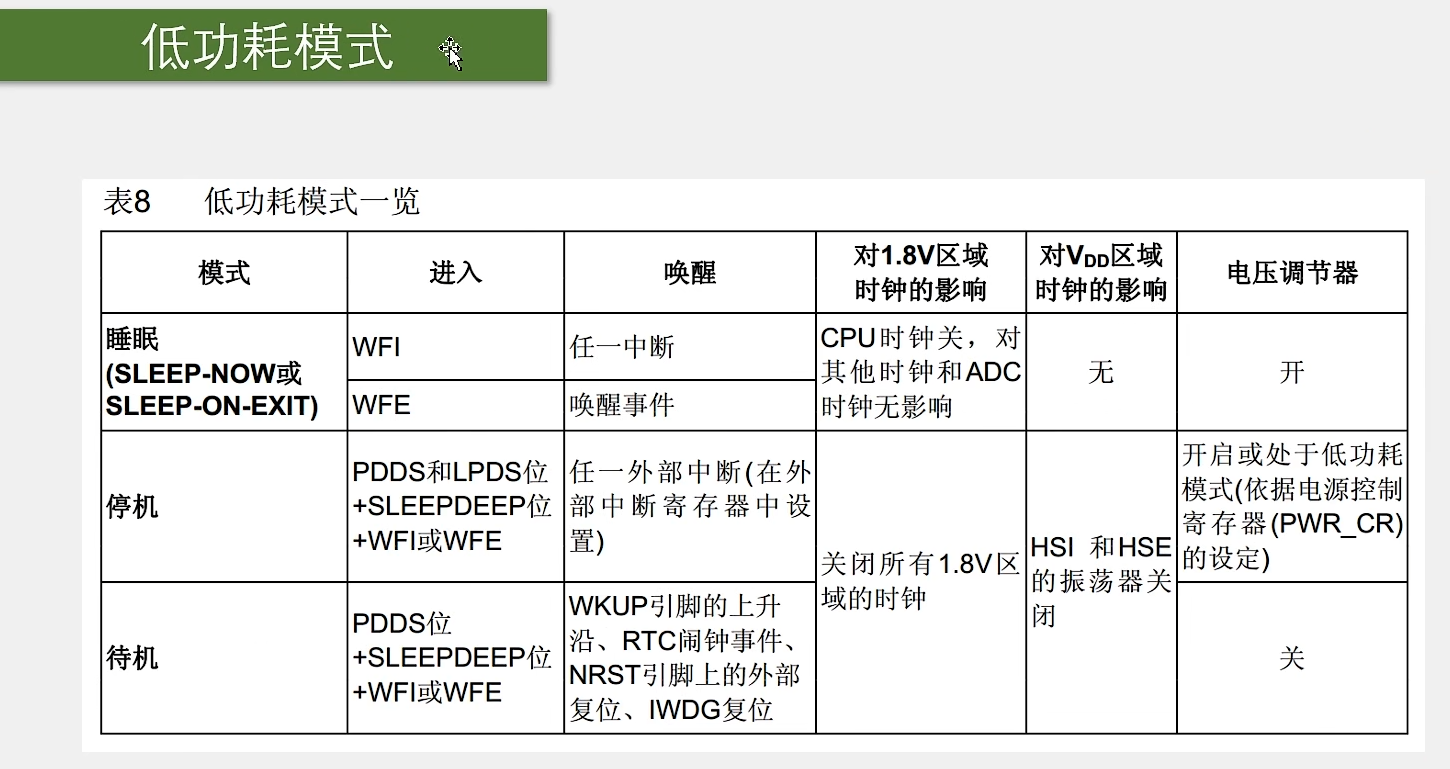 低功耗模式
表8 低功耗模式一览
模式
进入
唤醒
对1.8V区域
时钟的影响
对VDD区域
时钟的影响
电压调节器
睡眠
(SLEEP-NOW或
SLEEP-ON-EXIT)
WFI
任一中断
CPU时钟关，对
其他时钟和ADC
时钟无影响
无
开
WFE
唤醒事件
停机
PDDS和LPDS位
+SLEEPDEEP位
+WFI或WFE
任一外部中断(在外
部中断寄存器中设
置)
关闭所有1.8V区
域的时钟
HSI 和HSE
的振荡器关
闭
开启或处于低功耗
模式(依据电源控制
寄存器(PWR_CR)
的设定)
待机
PDDS位
+SLEEPDEEP位
+WFI或WFE
WKUP引脚的上升
沿、RTC闹钟事件、
NRST引脚上的外部
复位、IWDG复位
关